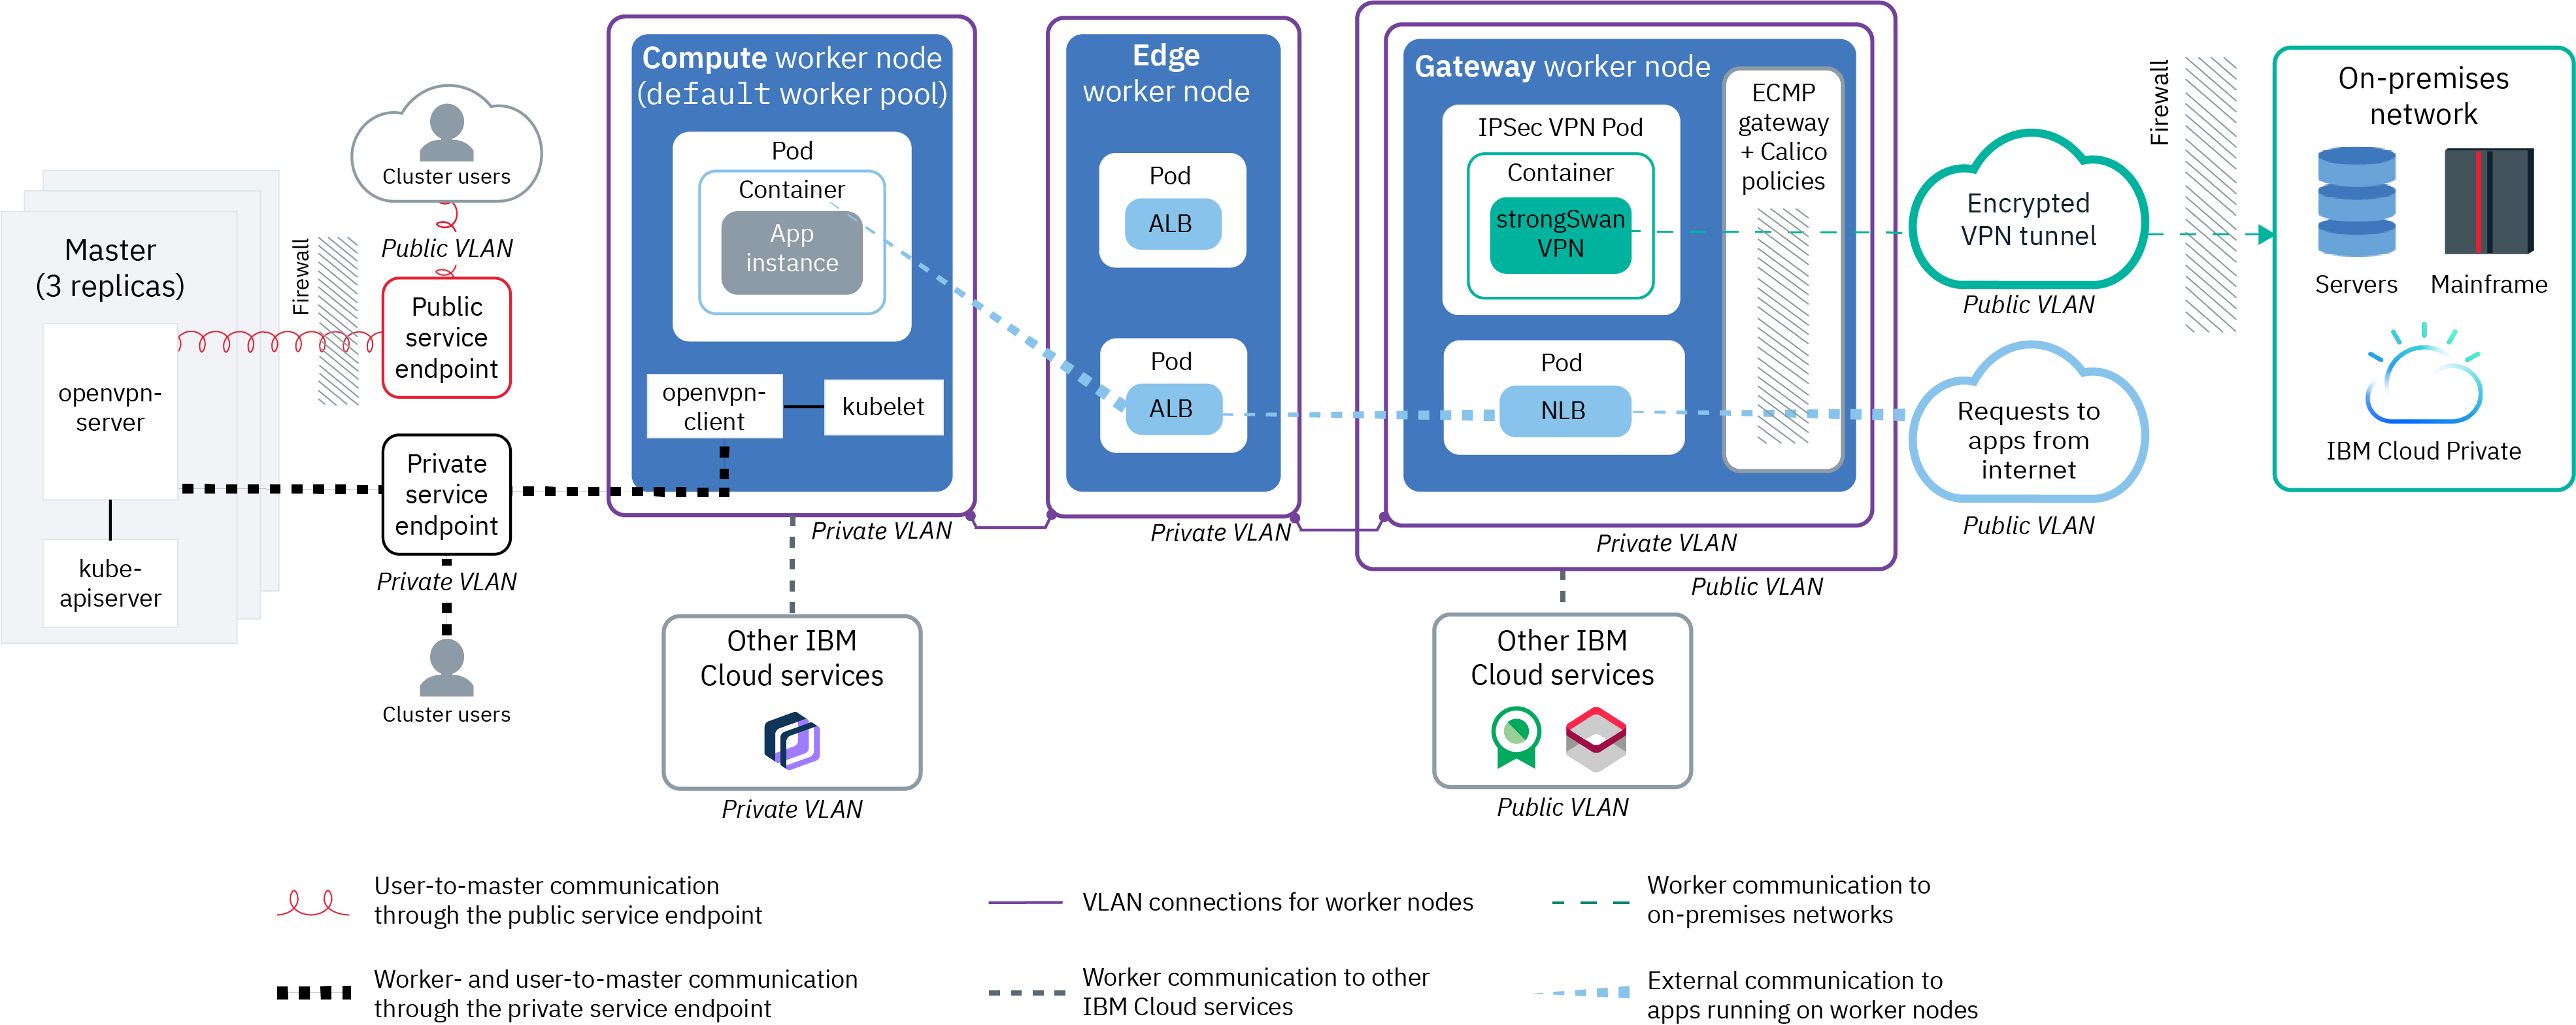 Master
(3 replicas)
openvpn-
server
kube-
apiserver
Firewall
Cluster users
Public VLAN
Public
service
endpoint
Private
service
endpoint
Private VLAN
Cluster users
Compute worker node
(default worker pool)
Pod
Container
App
instance
openvpn-
client
kubelet
Private VLAN
Other IBM
Cloud services
Private VLAN
Edge
worker node
Pod
ALB
Pod
ALB
Private VLAN
Gateway worker node
IPSec VPN Pod
Container
strongSwan
VPN
Pod
NLB
ECMP
gateway
+ Calico
policies
Private VLAN
Public VLAN
Other IBM
Cloud services
Public VLAN
Encrypted
VPN tunnel
Public VLAN
Requests to
apps from
internet
Public VLAN
Firewall
On-premises
network
Servers
Mainframe
IBM Cloud Private
User-to-master communication
through the public service endpoint
Worker- and user-to-master communication
through the private service endpoint
VLAN connections for worker nodes
Worker communication to other
IBM Cloud services
Worker communication to
on-premises networks
External communication to
apps running on worker nodes